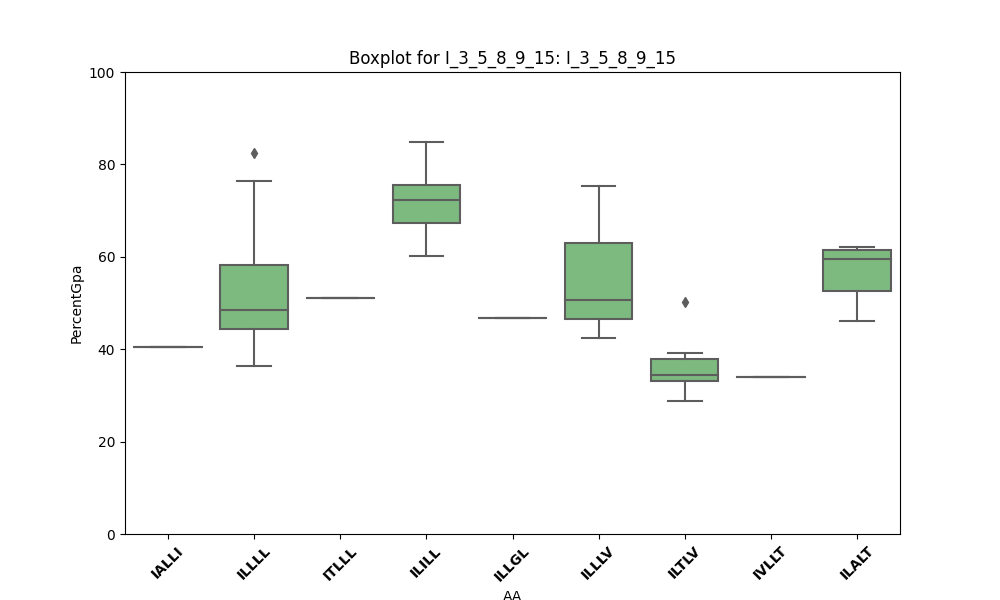 Boxplot for I_3_5_8_9_15: I_3_5_8_9_15
100
80
60
40
20
0
PercentGpa
IALLI
ILLLL
ITLLL
ILILL
ILLGL
ILLLV
ILTLV
IVLLT
ILALT
AA